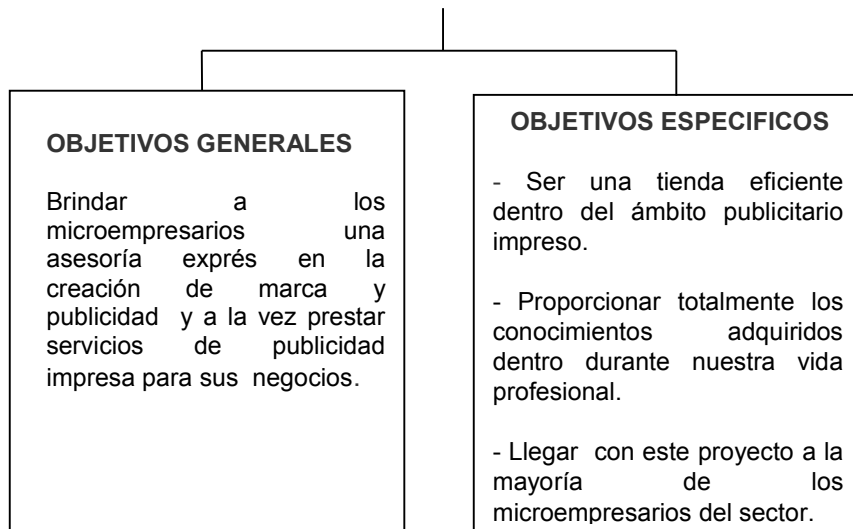 OBJETIVOS GENERALES
Brindar a los
microempresarios una
asesoría exprés en la
creación de marca y
publicidad y a la vez prestar
servicios de publicidad
impresa para sus negocios.
OBJETIVOS ESPECIFICOS
- Ser una tienda eficiente
dentro del ámbito publicitario
impreso.
- Proporcionar totalmente los
conocimientos adquiridos
dentro durante nuestra vida
profesional.
- Llegar con este proyecto a la
mayoría de los
microempresarios del sector.